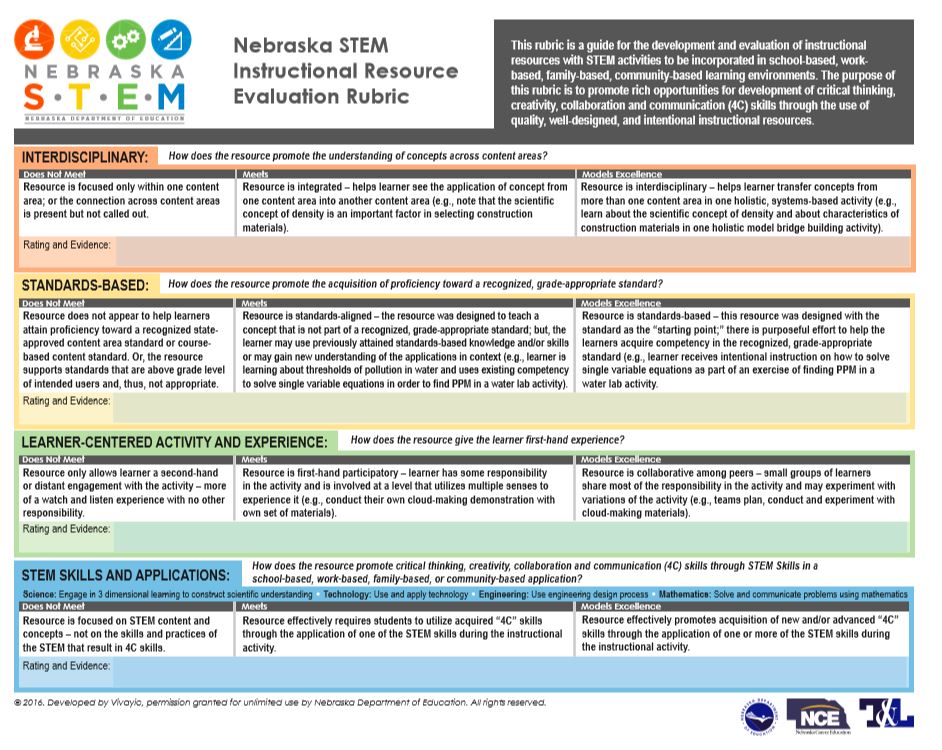 NEBRASKA
S·T·E·M
NEBRASKA DEPARTMENT OF EDUCATION
Nebraska STEM
Instructional Resource
Evaluation Rubric
This rubric is a guide for the development and evaluation of instructional
resources with STEM activities to be incorporated in school-based, work-
based, family-based, community-based learning environments. The purpose of
this rubric is to promote rich opportunities for development of critical thinking,
creativity, collaboration and communication (4C) skills through the use of
quality, well-designed, and intentional instructional resources.
INTERDISCIPLINARY:
How does the resource promote the understanding of concepts across content areas?
Does Not Meet
Resource is focused only within one content
area; or the connection across content areas
is present but not called out.
Meets
Resource is integrated – helps learner see the application of concept from
one content area into another content area (e.g., note that the scientific
concept of density is an important factor in selecting construction
materials).
Models Excellence
Resource is interdisciplinary – helps learner transfer concepts from
more than one content area in one holistic, systems-based activity (e.g.,
learn about the scientific concept of density and about characteristics of
construction materials in one holistic model bridge building activity).
Rating and Evidence:
STANDARDS-BASED:
How does the resource promote the acquisition of proficiency toward a recognized, grade-appropriate standard?
Does Not Meet
Resource does not appear to help learners
attain proficiency toward a recognized state-
approved content area standard or course-
based content standard. Or, the resource
supports standards that are above grade level
of intended users and, thus, not appropriate.
Meets
Resource is standards-aligned – the resource was designed to teach a
concept that is not part of a recognized, grade-appropriate standard; but, the
learner may use previously attained standards-based knowledge and/or skills
or may gain new understanding of the applications in context (e.g., learner is
learning about thresholds of pollution in water and uses existing competency
to solve single variable equations in order to find PPM in a water lab activity).
Models Excellence
Resource is standards-based – this resource was designed with the
standard as the “starting point;” there is purposeful effort to help the
learners acquire competency in the recognized, grade-appropriate
standard (e.g., learner receives intentional instruction on how to solve
single variable equations as part of an exercise of finding PPM in a
water lab activity.
Rating and Evidence:
LEARNER-CENTERED ACTIVITY AND EXPERIENCE:
How does the resource give the learner first-hand experience?
Does Not Meet
Resource only allows learner a second-hand
or distant engagement with the activity – more
of a watch and listen experience with no other
responsibility.
Meets
Resource is first-hand participatory – learner has some responsibility
in the activity and is involved at a level that utilizes multiple senses to
experience it (e.g., conduct their own cloud-making demonstration with
own set of materials).
Models Excellence
Resource is collaborative among peers – small groups of learners
share most of the responsibility in the activity and may experiment with
variations of the activity (e.g., teams plan, conduct and experiment with
cloud-making materials).
Rating and Evidence:
STEM SKILLS AND APPLICATIONS:
How does the resource promote critical thinking, creativity, collaboration and communication (4C) skills through STEM Skills in a
school-based, work-based, family-based, or community-based application?
Science: Engage in 3 dimensional learning to construct scientific understanding • Technology: Use and apply technology • Engineering: Use engineering design process • Mathematics: Solve and communicate problems using mathematics
Does Not Meet
Resource is focused on STEM content and
concepts – not on the skills and practices of
the STEM that result in 4C skills.
Meets
Resource effectively requires students to utilize acquired “4C” skills
through the application of one of the STEM skills during the instructional
activity.
Models Excellence
Resource effectively promotes acquisition of new and/or advanced “4C”
skills through the application of one or more of the STEM skills during
the instructional activity.
Rating and Evidence:
© 2016. Developed by Vivayic, permission granted for unlimited use by Nebraska Department of Education. All rights reserved.
NCE
Nebraska Career Education
T&L